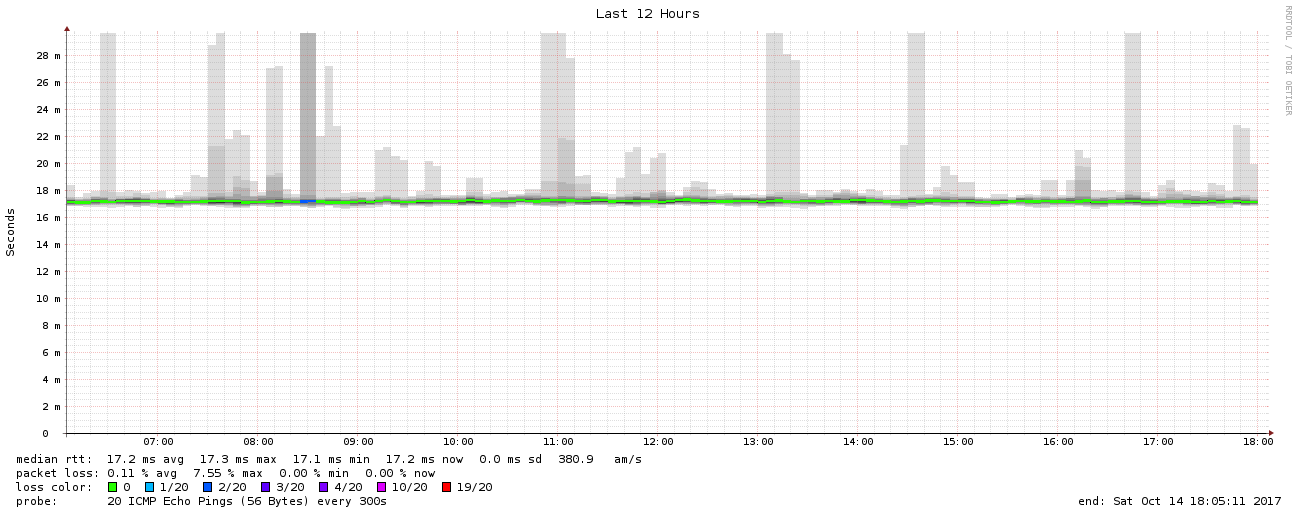 Last 12 Hours
RRDTOOL / TOBI OETIKER
Seconds
28 m
26 m
24 m
22 m
20 m
18 m
16 m
14 m
12 m
10 m
8 m
6 m
4 m
2 m
0
07:00 08:00 09:00 10:00 11:00 12:00 13:00 14:00 15:00 16:00 17:00 18:00
median rtt: 17.2 ms avg 17.3 ms max 17.1 ms min 17.2 ms now 0.0 ms sd 380.9 am/s
packet loss: 0.11 % avg 7.55 % max 0.00 % min 0.00 % now
loss color: 0 1/20 2/20 3/20 4/20 10/20 19/20
probe: 20 ICMP Echo Pings (56 Bytes) every 300s end: Sat Oct 14 18:05:11 2017